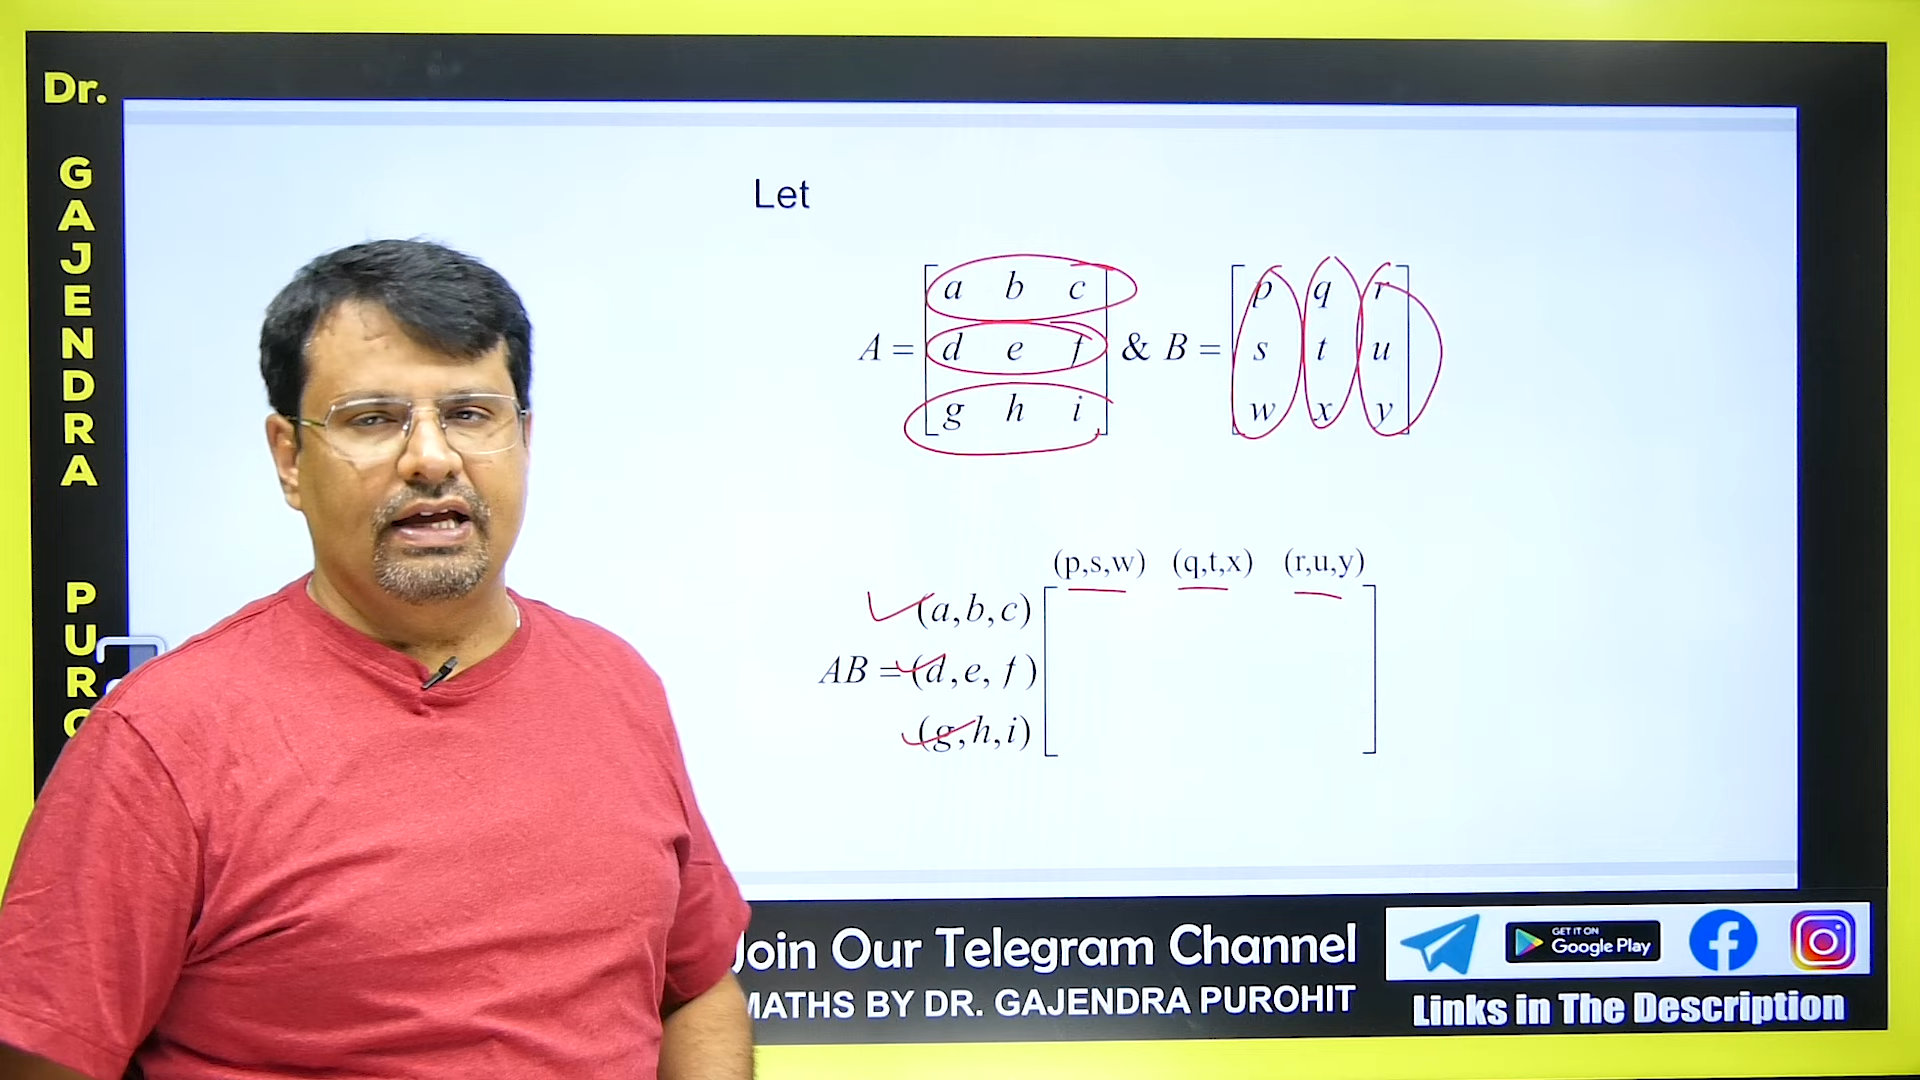 Dr.
GAJENDRA
PURO
Let
A = [a b c
d e f
g h i] & B = [p q r
s t u
w x y]
(p,s,w) (q,t,x) (r,u,y)
(a,b,c)
AB = (d,e, f)
(g,h,i)
Join Our Telegram Channel
MATHS BY DR. GAJENDRA PUROHIT
GET IT ON
Google Play
Links in The Description